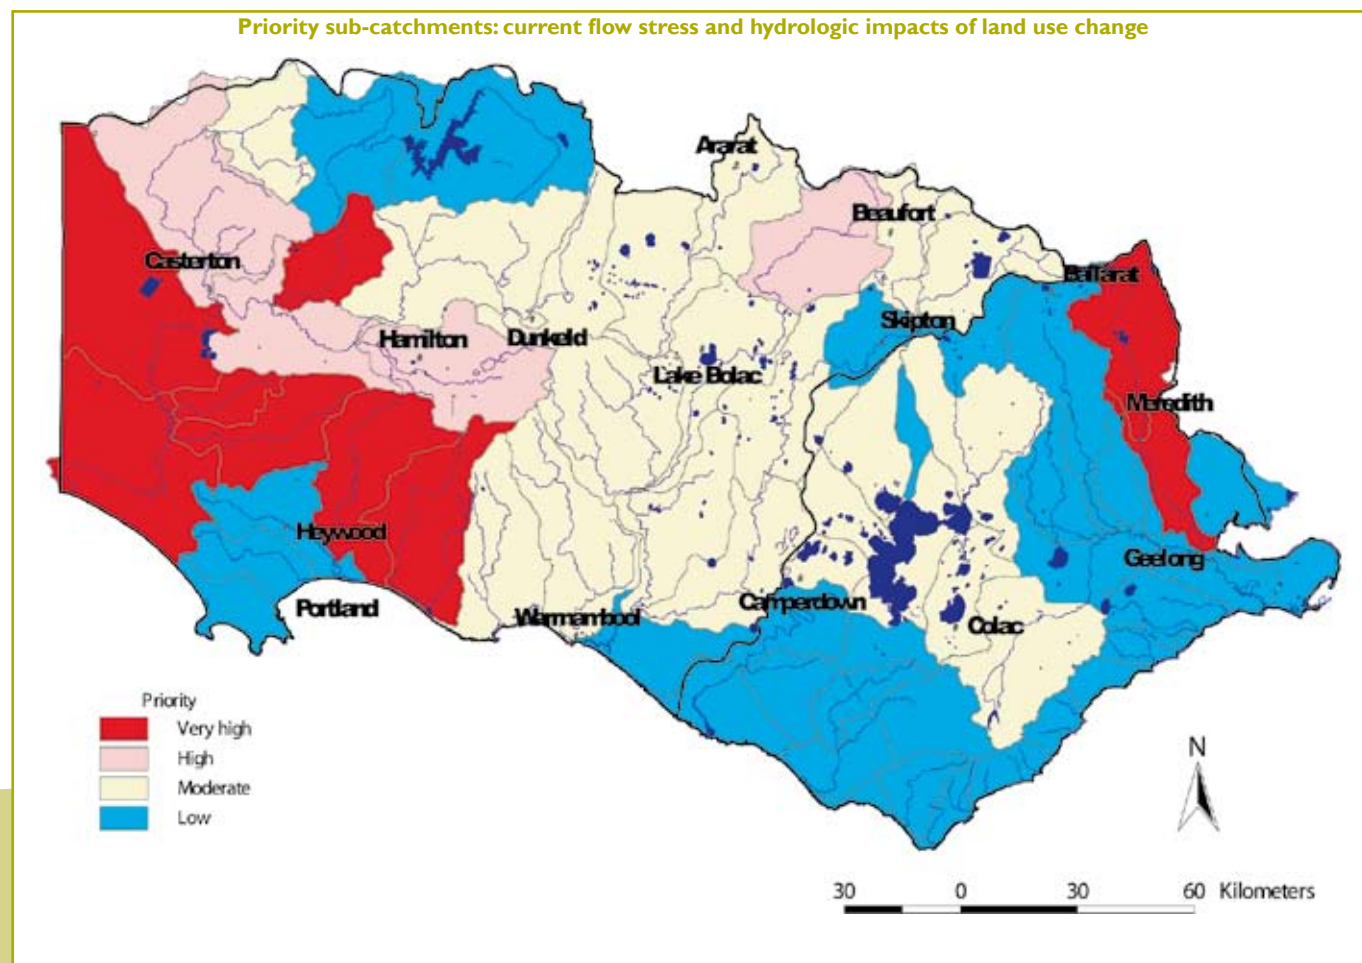 Priority sub-catchments: current flow stress and hydrologic impacts of land use change
Ararat
Beaufort
Casterton
Ballarat
Skipton
Hamilton
Dunkeld
Lake Bolac
Meredith
Heywood
Geelong
Portland
Warrnambool
Camperdown
Colac
Priority
Very high
High
Moderate
Low
N
30 0 30 60 Kilometers